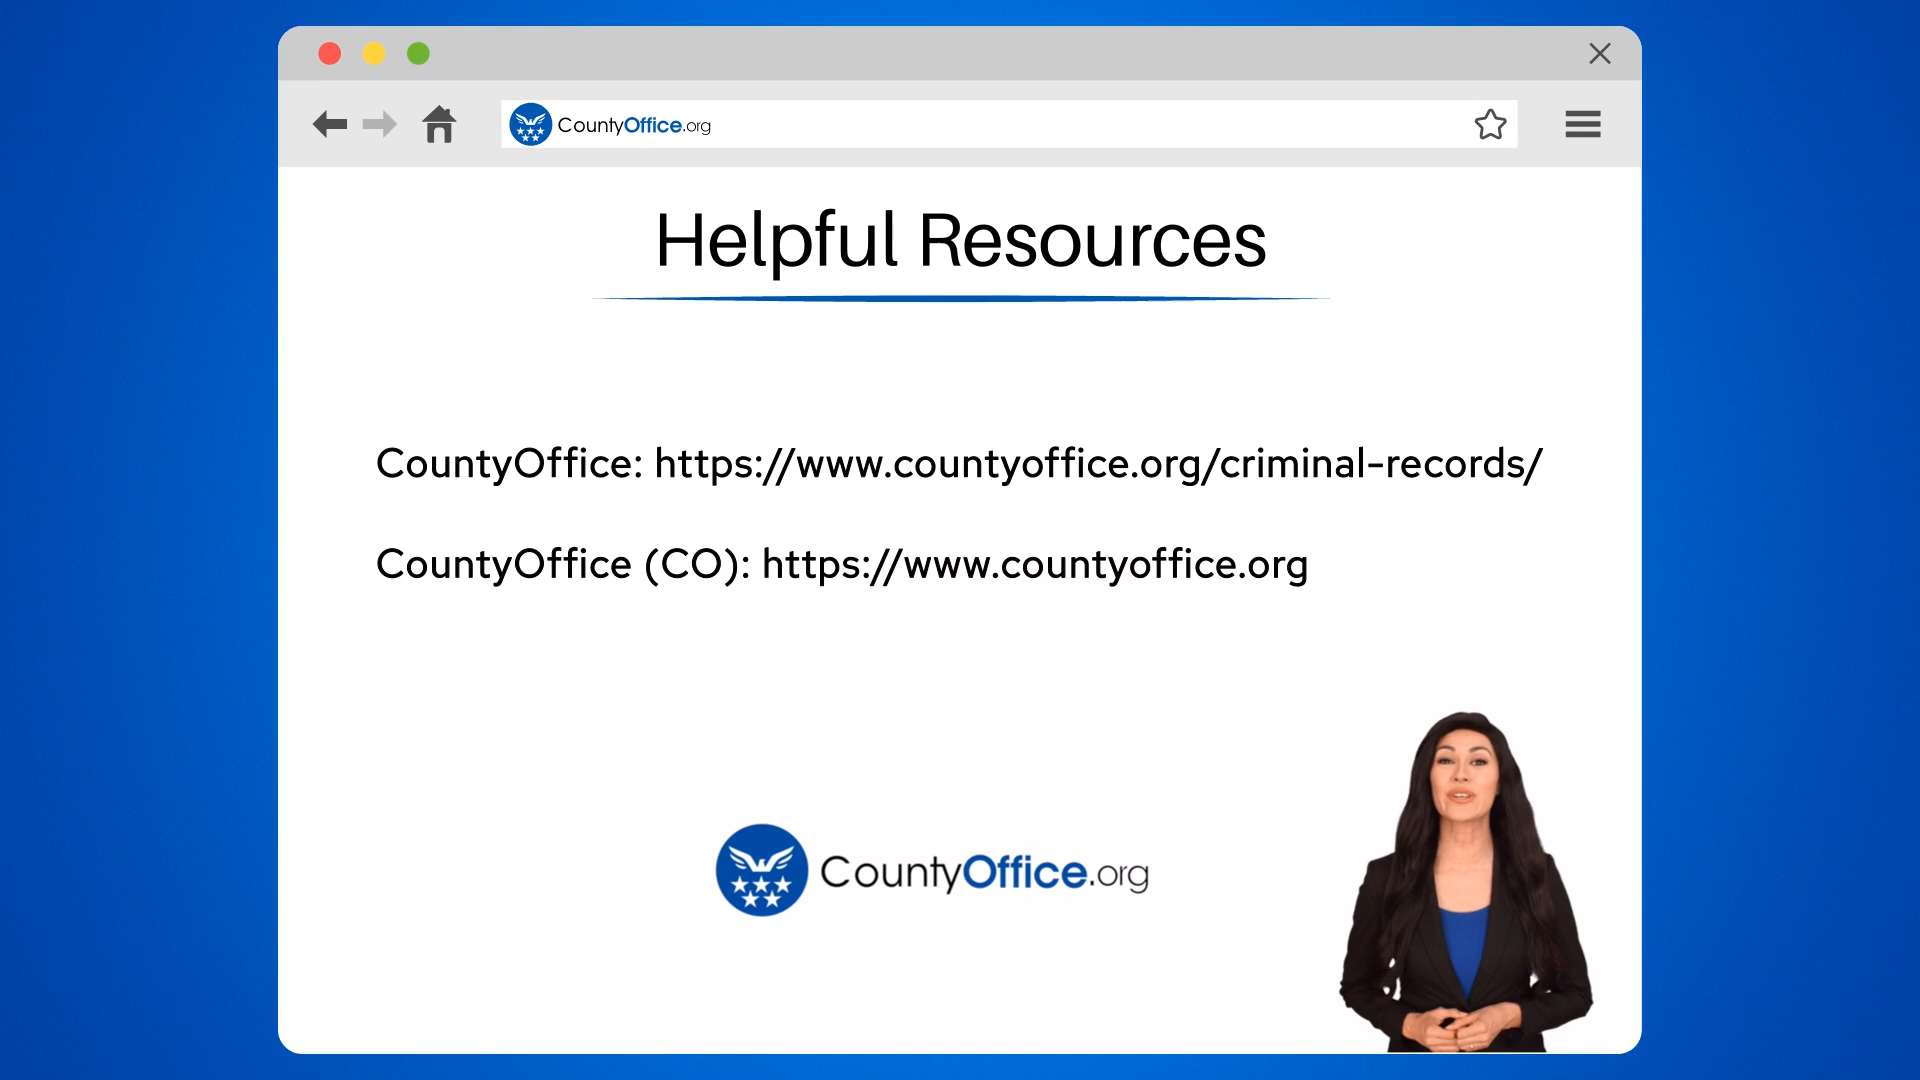 CountyOffice.org
Helpful Resources
CountyOffice: https://www.countyoffice.org/criminal-records/
CountyOffice (CO): https://www.countyoffice.org
CountyOffice.org